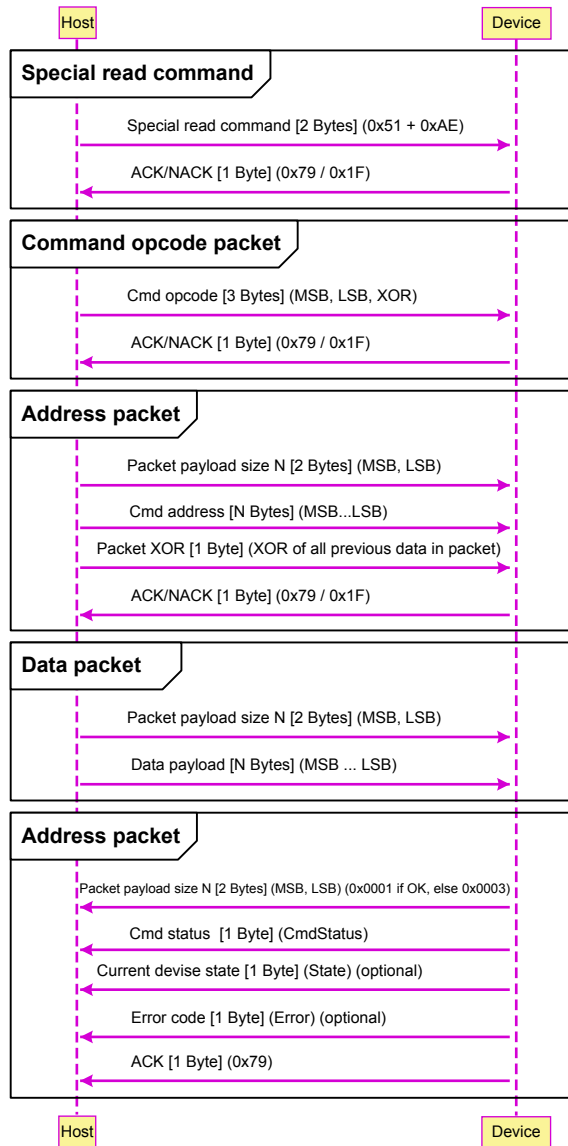 Host
Device
Special read command
Special read command [2 Bytes] (0x51 + 0xAE)
ACK/NACK [1 Byte] (0x79 / 0x1F)
Command opcode packet
Cmd opcode [3 Bytes] (MSB, LSB, XOR)
ACK/NACK [1 Byte] (0x79 / 0x1F)
Address packet
Packet payload size N [2 Bytes] (MSB, LSB)
Cmd address [N Bytes] (MSB...LSB)
Packet XOR [1 Byte] (XOR of all previous data in packet)
ACK/NACK [1 Byte] (0x79 / 0x1F)
Data packet
Packet payload size N [2 Bytes] (MSB, LSB)
Data payload [N Bytes] (MSB ... LSB)
Address packet
Packet payload size N [2 Bytes] (MSB, LSB) (0x0001 if OK, else 0x0003)
Cmd status [1 Byte] (CmdStatus)
Current devise state [1 Byte] (State) (optional)
Error code [1 Byte] (Error) (optional)
ACK [1 Byte] (0x79)
Host
Device